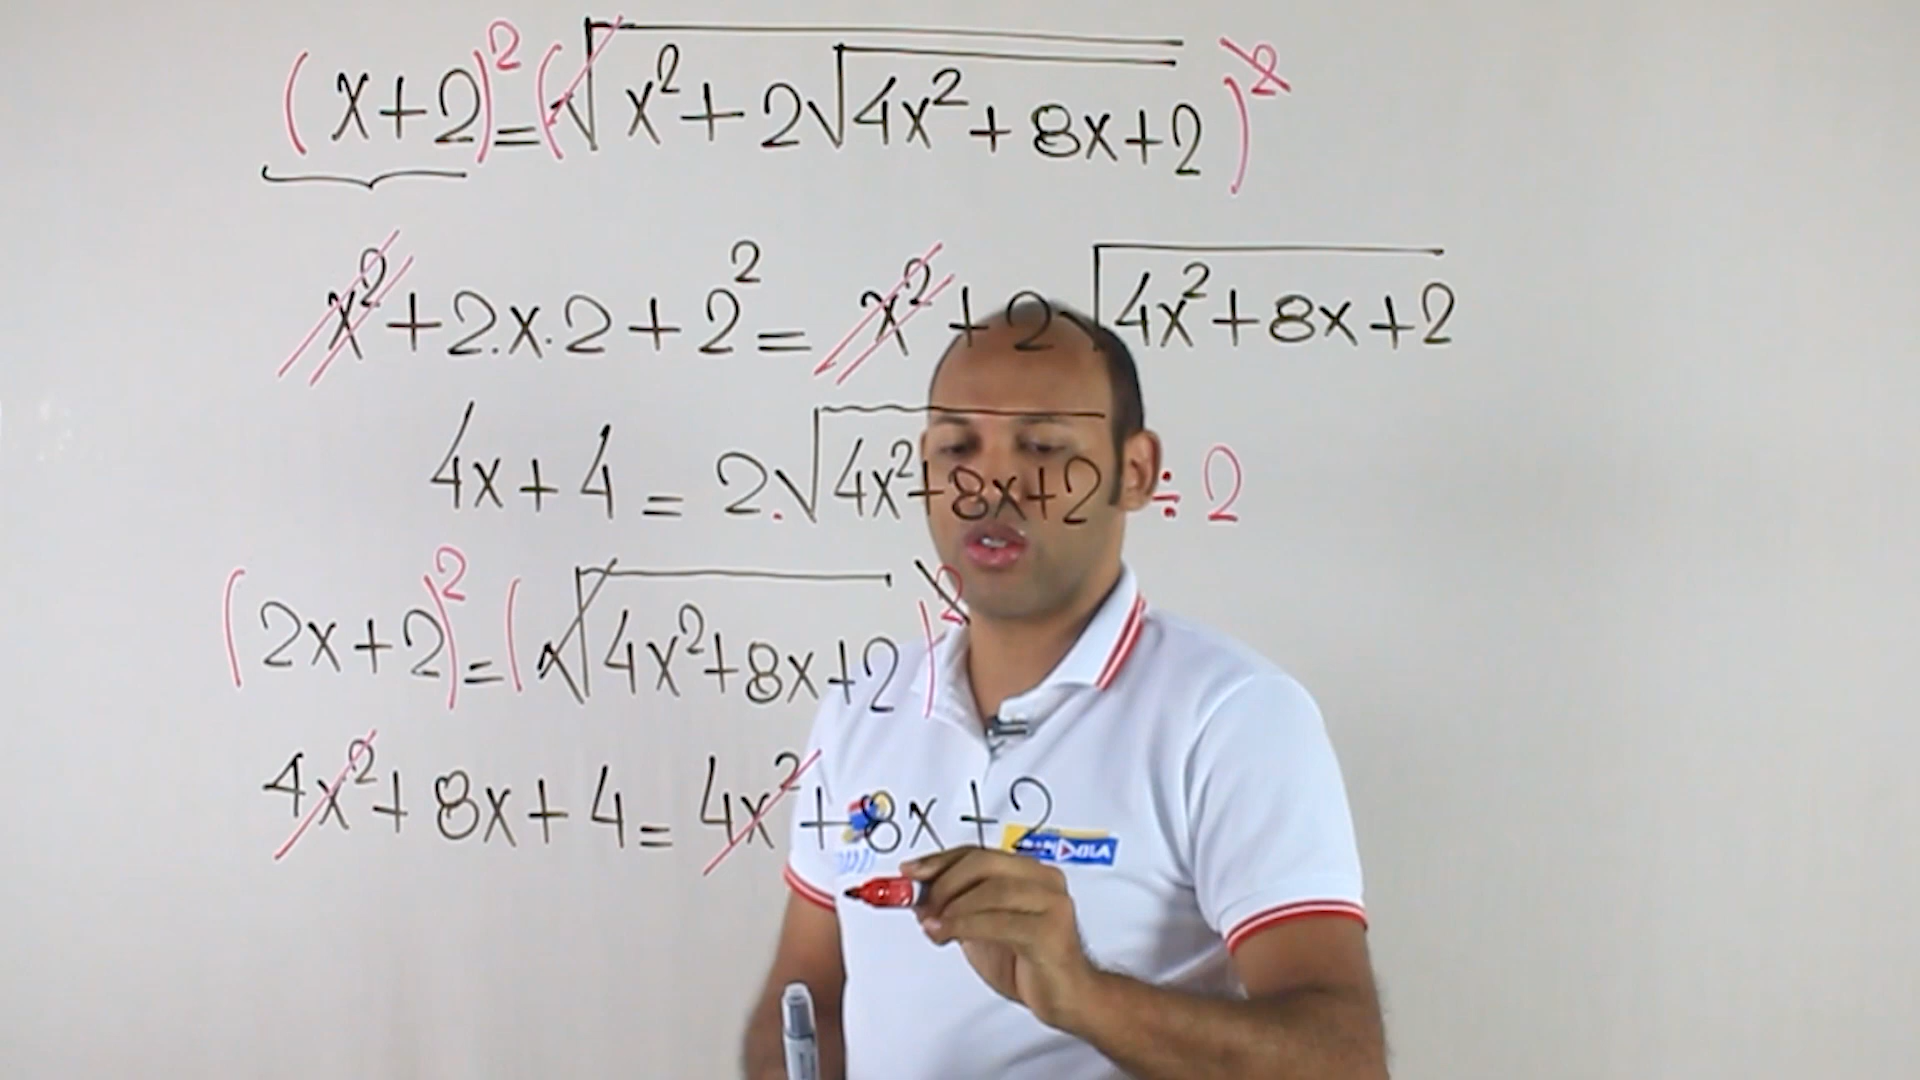 (x+2)² = (√(x²+2√(4x²+8x+2)))²
x²+2.x.2+2² = x²+2√(4x²+8x+2)
4x+4 = 2.√(4x²+8x+2) ÷2
(2x+2)² = (√(4x²+8x+2))²
4x²+8x+4 = 4x²+8x+2